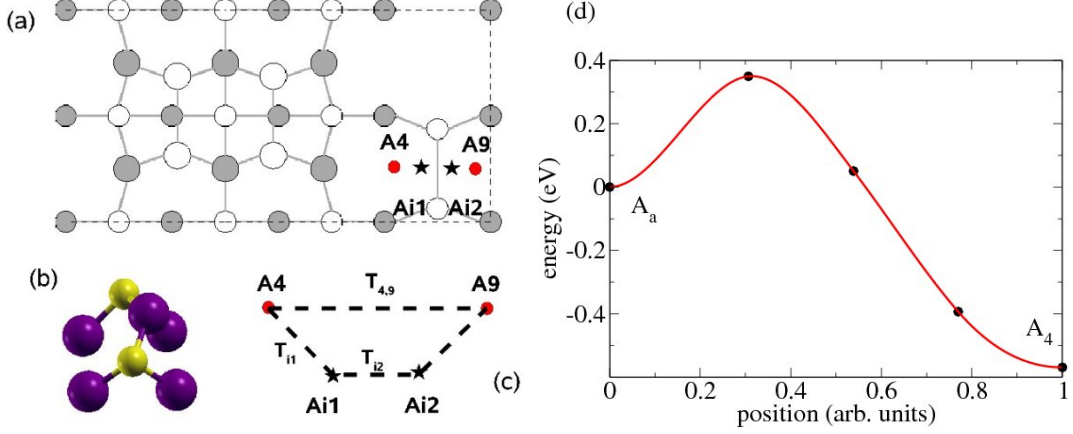 (a)
A4
A9
Ai1
Ai2
(b)
A4
T4,9
A9
Ti1
Ti2
Ai1
Ai2
(c)
(d)
energy (eV)
0.4
0.2
0
-0.2
-0.4
Aa
A4
0
0.2
0.4
0.6
0.8
1
position (arb. units)